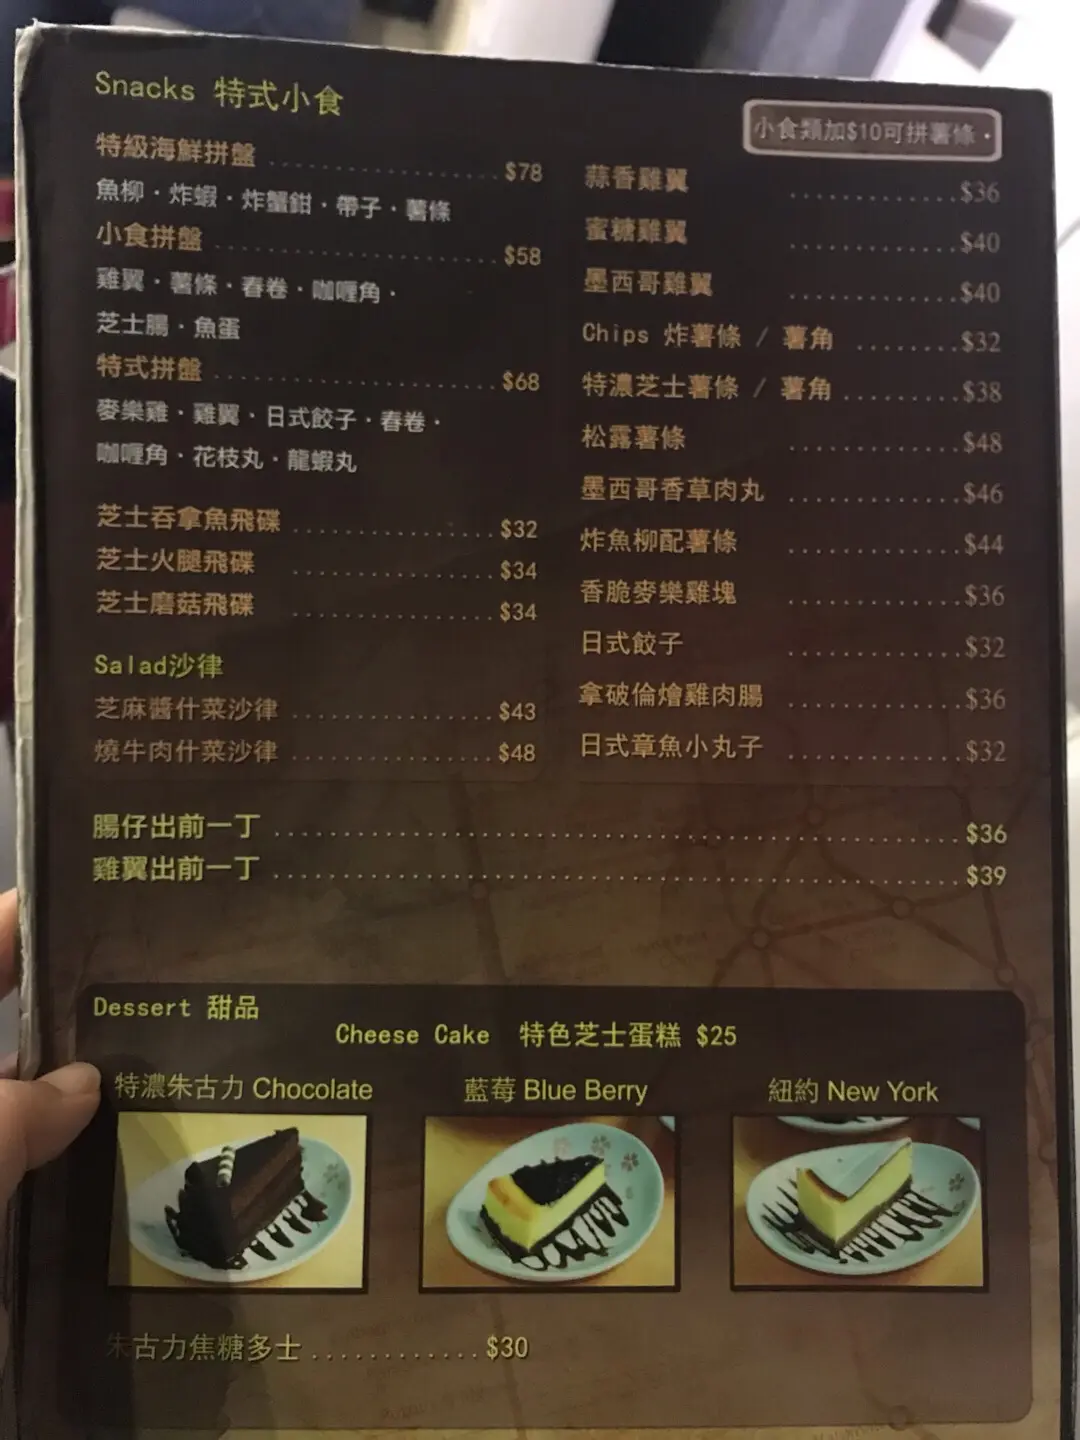 Snacks 特式小食
特級海鮮拼盤 .................... $78
魚柳·炸蝦·炸蟹鉗·帶子·薯條
小食拼盤 .................... $58
雞翼·薯條·春卷·咖喱角·
芝士腸·魚蛋
特式拼盤 .................... $68
麥樂雞·雞翼·日式餃子·春卷·
咖喱角·花枝丸·龍蝦丸
芝士吞拿魚飛碟 .................... $32
芝士火腿飛碟 .................... $34
芝士磨菇飛碟 .................... $34
Salad沙律
芝麻醬什菜沙律 .................... $43
燒牛肉什菜沙律 .................... $48
小食類加$10可拼薯條·
蒜香雞翼 .................... $36
蜜糖雞翼 .................... $40
墨西哥雞翼 .................... $40
Chips 炸薯條 / 薯角 .................... $32
特濃芝士薯條 / 薯角 .................... $38
松露薯條 .................... $48
墨西哥香草肉丸 .................... $46
炸魚柳配薯條 .................... $44
香脆麥樂雞塊 .................... $36
日式餃子 .................... $32
拿破倫燴雞肉腸 .................... $36
日式章魚小丸子 .................... $32
腸仔出前一丁 .................... $36
雞翼出前一丁 .................... $39
Dessert 甜品
Cheese Cake 特色芝士蛋糕 $25
特濃朱古力 Chocolate
藍莓 Blue Berry
紐約 New York
朱古力焦糖多士 .................... $30